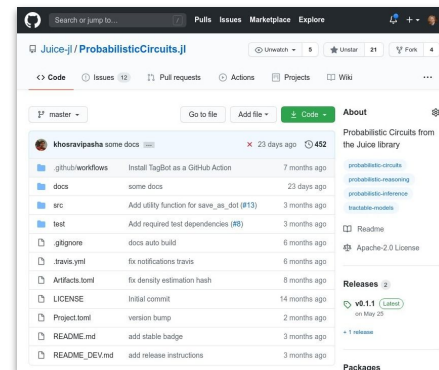 Search or jump to...
/
Pulls Issues Marketplace Explore
Juice-jl / ProbabilisticCircuits.jl
Unwatch 5
Unstar 21
Fork 4
Code
Issues 12
Pull requests
Actions
Projects
Wiki
...
master
Go to file
Add file
Code
khosravipasha some docs ...
23 days ago 452
.github/workflows Install TagBot as a GitHub Action 7 months ago
docs some docs 23 days ago
src Add utility function for save_as_dot (#13) 3 months ago
test Add required test dependencies (#8) 3 months ago
.gitignore docs auto build 6 months ago
.travis.yml fix notifications travis 6 months ago
Artifacts.toml fix density estimation hash 8 months ago
LICENSE Initial commit 14 months ago
Project.toml version bump 2 months ago
README.md add stable badge 3 months ago
README_DEV.md add release instructions 3 months ago
About
Probabilistic Circuits from
the Juice library
probabilistic-circuits
probabilistic-reasoning
probabilistic-inference
tractable-models
Readme
Apache-2.0 License
Releases 2
v0.1.1 Latest
on May 25
+ 1 release
Packages